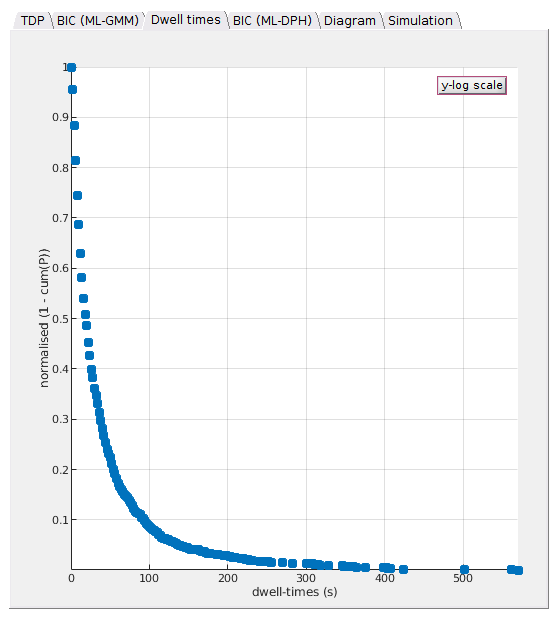 TDP BIC (ML-GMM) Dwell times BIC (ML-DPH) Diagram Simulation
y-log scale
1
0.9
0.8
0.7
0.6
0.5
0.4
0.3
0.2
0.1
normalised (1 - cum(P))
0 100 200 300 400 500
dwell-times (s)